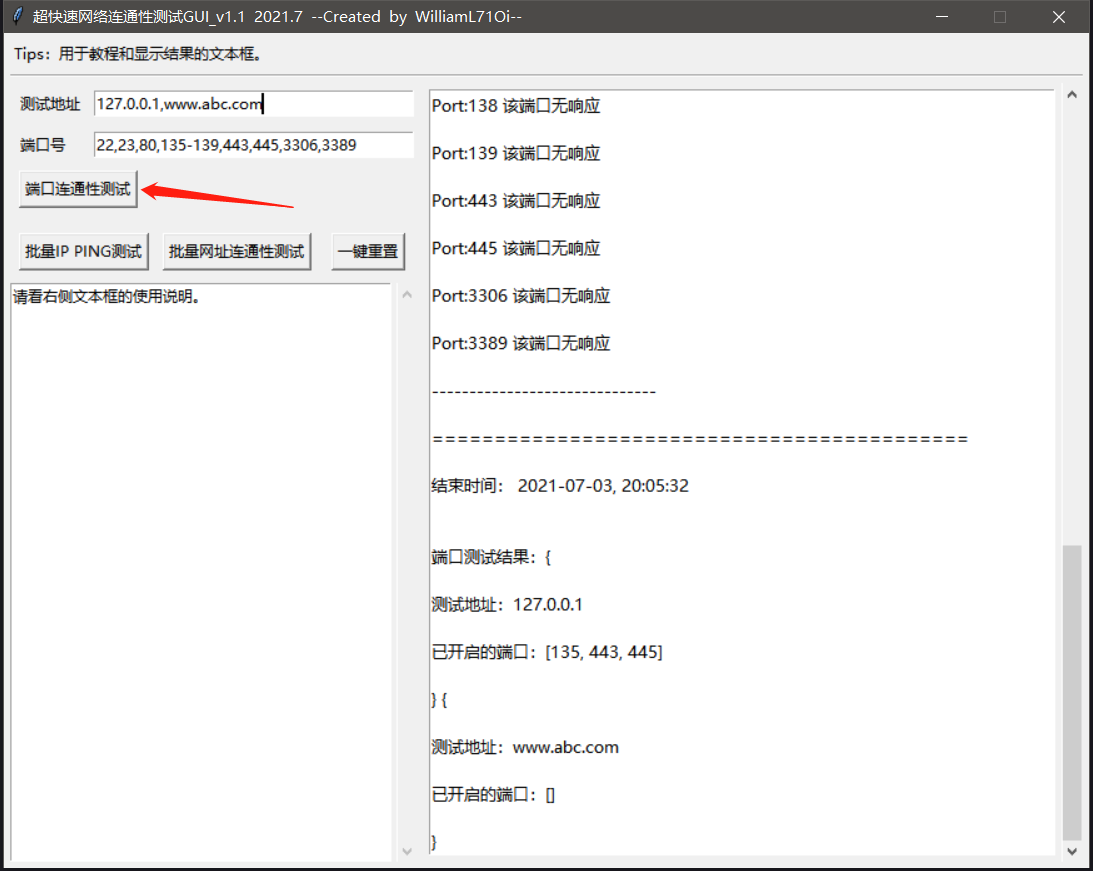 超快速网络连通性测试GUI_v1.1 2021.7 --Created by WilliamL71Oi--
Tips：用于教程和显示结果的文本框。
测试地址 127.0.0.1,www.abc.com
端口号 22,23,80,135-139,443,445,3306,3389
端口连通性测试
批量IP PING测试 批量网址连通性测试 一键重置
请看右侧文本框的使用说明。
Port:138 该端口无响应
Port:139 该端口无响应
Port:443 该端口无响应
Port:445 该端口无响应
Port:3306 该端口无响应
Port:3389 该端口无响应
------------------------------
===========================================
结束时间： 2021-07-03, 20:05:32
端口测试结果：{
测试地址：127.0.0.1
已开启的端口：[135, 443, 445]
} {
测试地址：www.abc.com
已开启的端口：[]
}